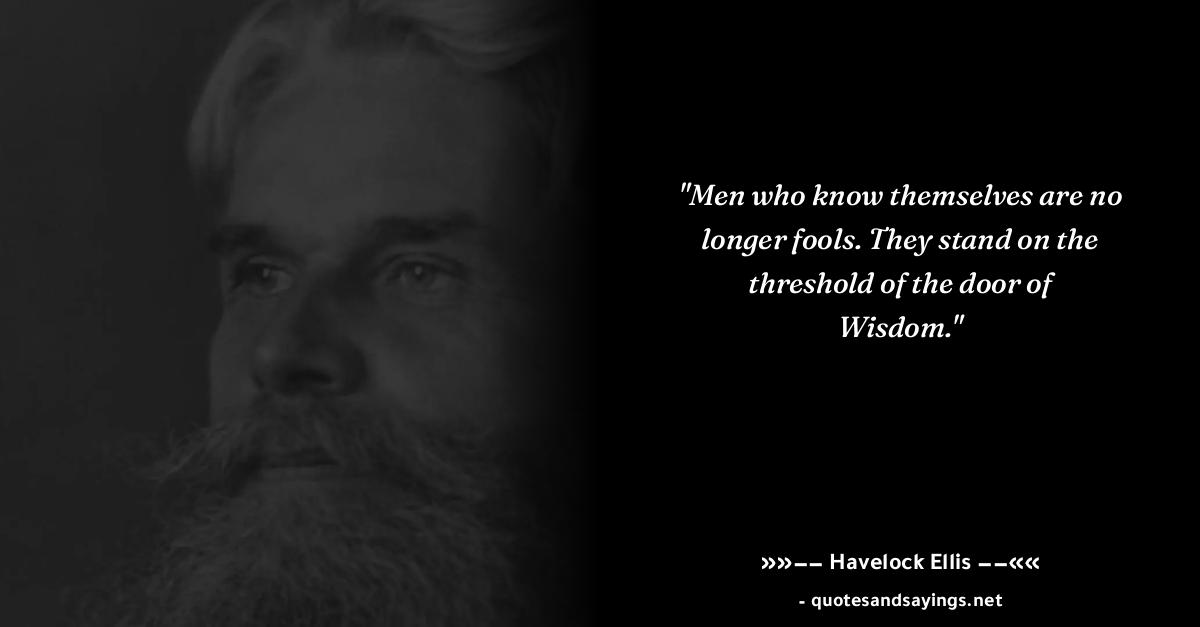 "Men who know themselves are no
longer fools. They stand on the
threshold of the door of
Wisdom."
»»−− Havelock Ellis −−««
- quotesandsayings.net